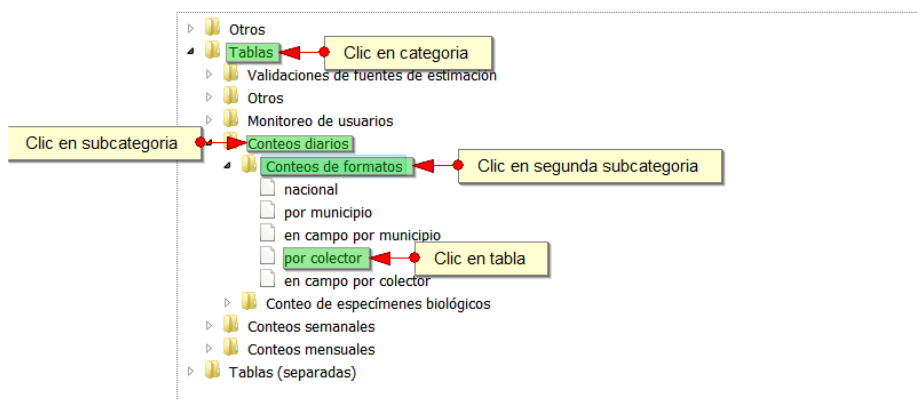 Otros
Tablas Clic en categoria
Validaciones de fuentes de estimación
Otros
Monitoreo de usuarios
Clic en subcategoria Conteos diarios
Conteos de formatos Clic en segunda subcategoria
nacional
por municipio
en campo por municipio
por colector Clic en tabla
en campo por colector
Conteo de especímenes biológicos
Conteos semanales
Conteos mensuales
Tablas (separadas)